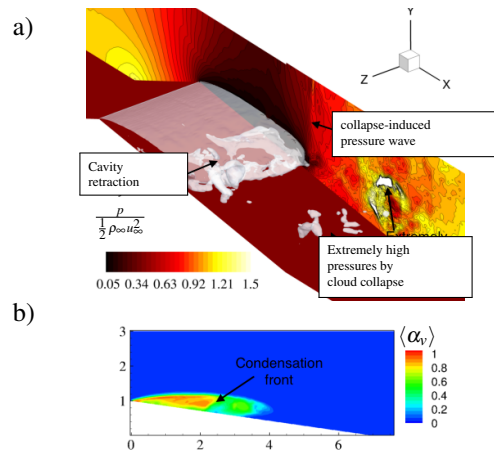 a)
Y
Z
X
collapse-induced
pressure wave
Cavity
retraction
p
½ ρ∞u²∞
Extremely
Extremely high
pressures by
cloud collapse
0.05 0.34 0.63 0.92 1.21 1.5
b)
⟨αv⟩
3
2
1
Condensation
front
1
0.8
0.6
0.4
0.2
0
0 2 4 6